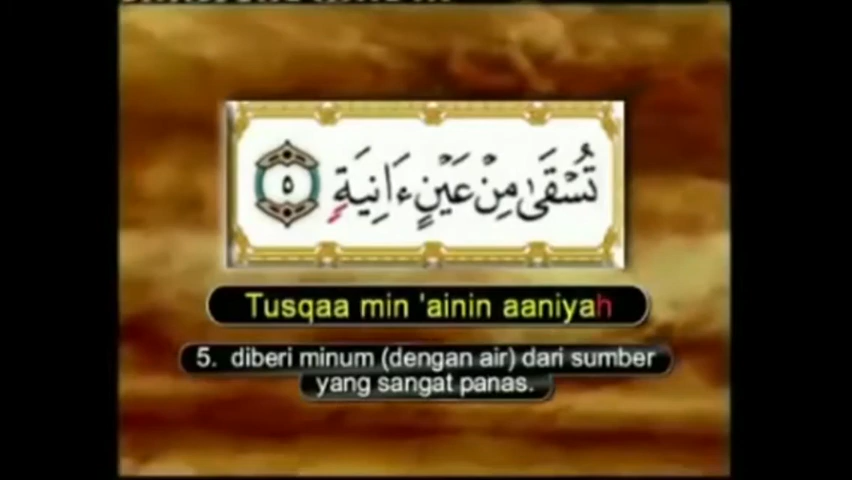 تُسْقَىٰ مِنْ عَيْنٍ ءَانِيَةٍ ٥
Tusqaa min 'ainin aaniyah
5. diberi minum (dengan air) dari sumber
yang sangat panas.